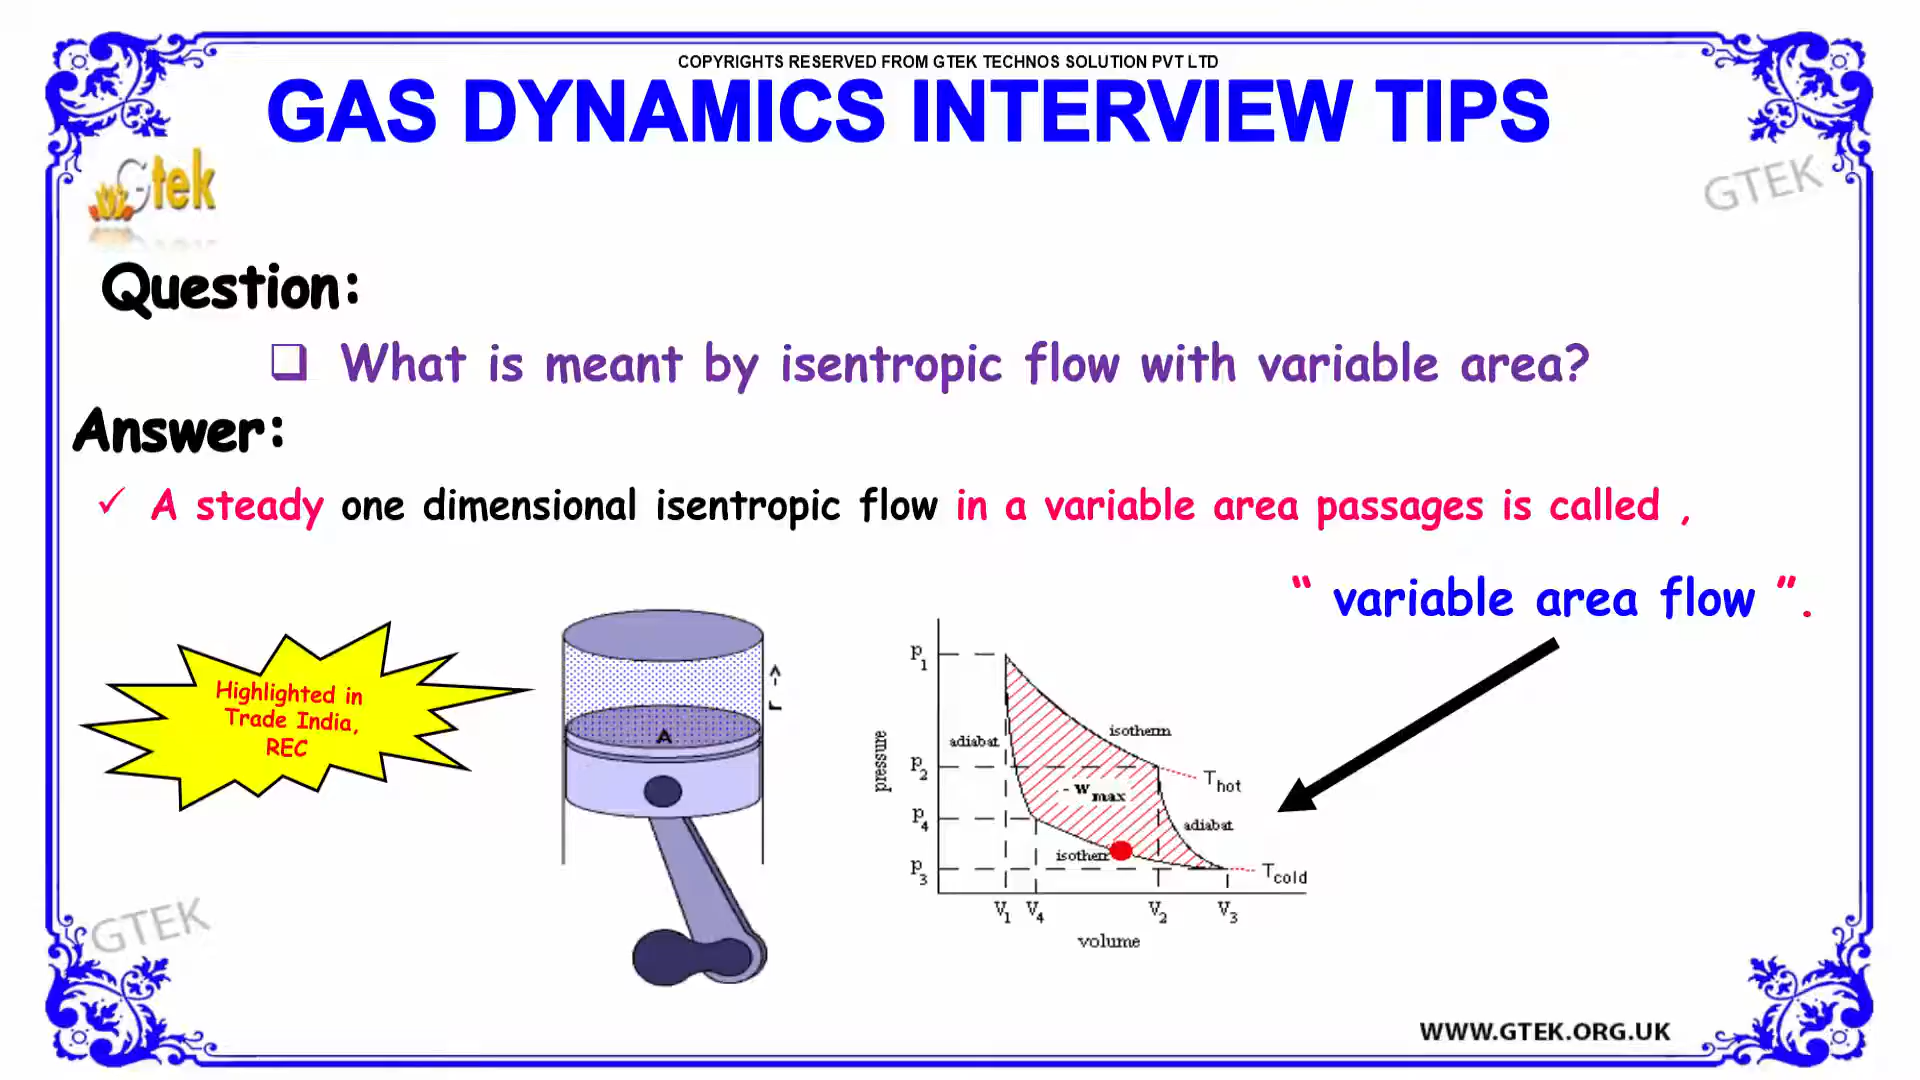 COPYRIGHTS RESERVED FROM GTEK TECHNOS SOLUTION PVT LTD
GAS DYNAMICS INTERVIEW TIPS
Gtek
GTEK
Question:
❑ What is meant by isentropic flow with variable area?
Answer:
✓ A steady one dimensional isentropic flow in a variable area passages is called ,
“ variable area flow ”.
Highlighted in
Trade India,
REC
A
r ->
pressure
P1
P2
P4
P3
adiabat
isotherm
Thot
- wmax
adiabat
isotherm
Tcold
V1 V4 V2 V3
volume
GTEK
WWW.GTEK.ORG.UK